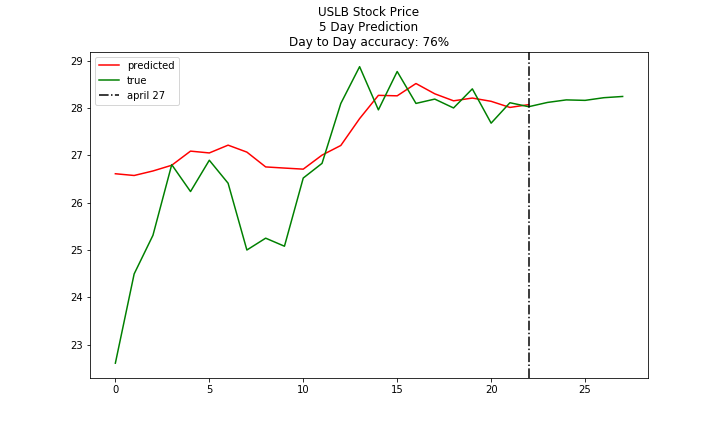 USLB Stock Price
5 Day Prediction
Day to Day accuracy: 76%
predicted
true
april 27
29
28
27
26
25
24
23
0 5 10 15 20 25